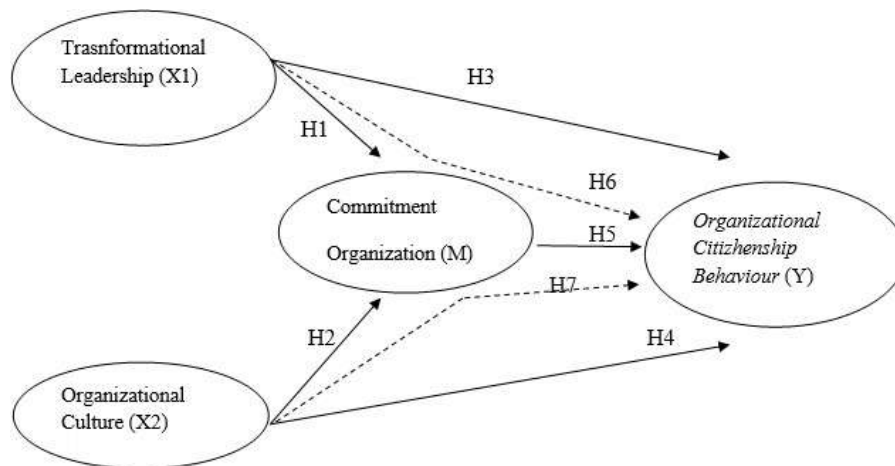 Trasnformational
Leadership (X1)
H3
H1
H6
Commitment
Organization (M)
Organizational
Citizhenship
Behaviour (Y)
H5
H7
H2
H4
Organizational
Culture (X2)